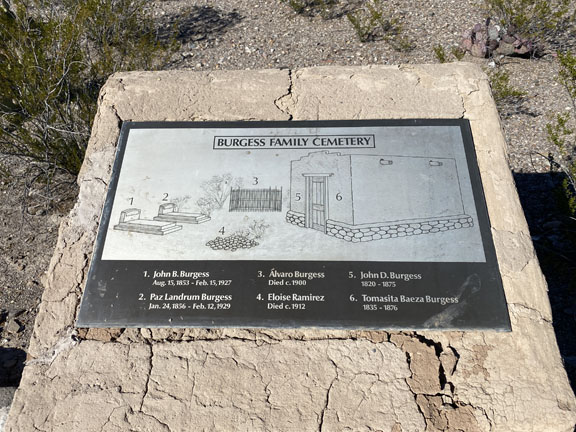 BURGESS FAMILY CEMETERY
1
2
3
4
5
6
1. John B. Burgess
Aug. 15, 1853 - Feb. 15, 1927
2. Paz Landrum Burgess
Jan. 24, 1856 - Feb. 12, 1929
3. Álvaro Burgess
Died c. 1900
4. Eloise Ramirez
Died c. 1912
5. John D. Burgess
1820 - 1875
6. Tomasita Baeza Burgess
1835 - 1876